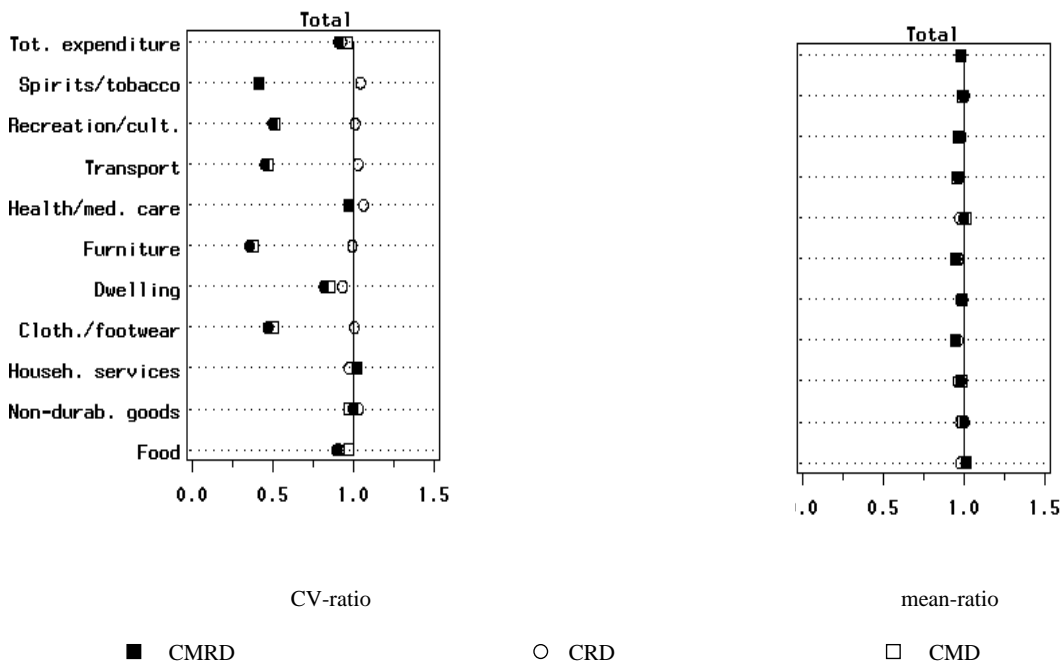 Total
Tot. expenditure
Spirits/tobacco
Recreation/cult.
Transport
Health/med. care
Furniture
Dwelling
Cloth./footwear
Househ. services
Non-durab. goods
Food
0.0 0.5 1.0 1.5
Total
.0 0.5 1.0 1.5
CV-ratio mean-ratio
CMRD CRD CMD